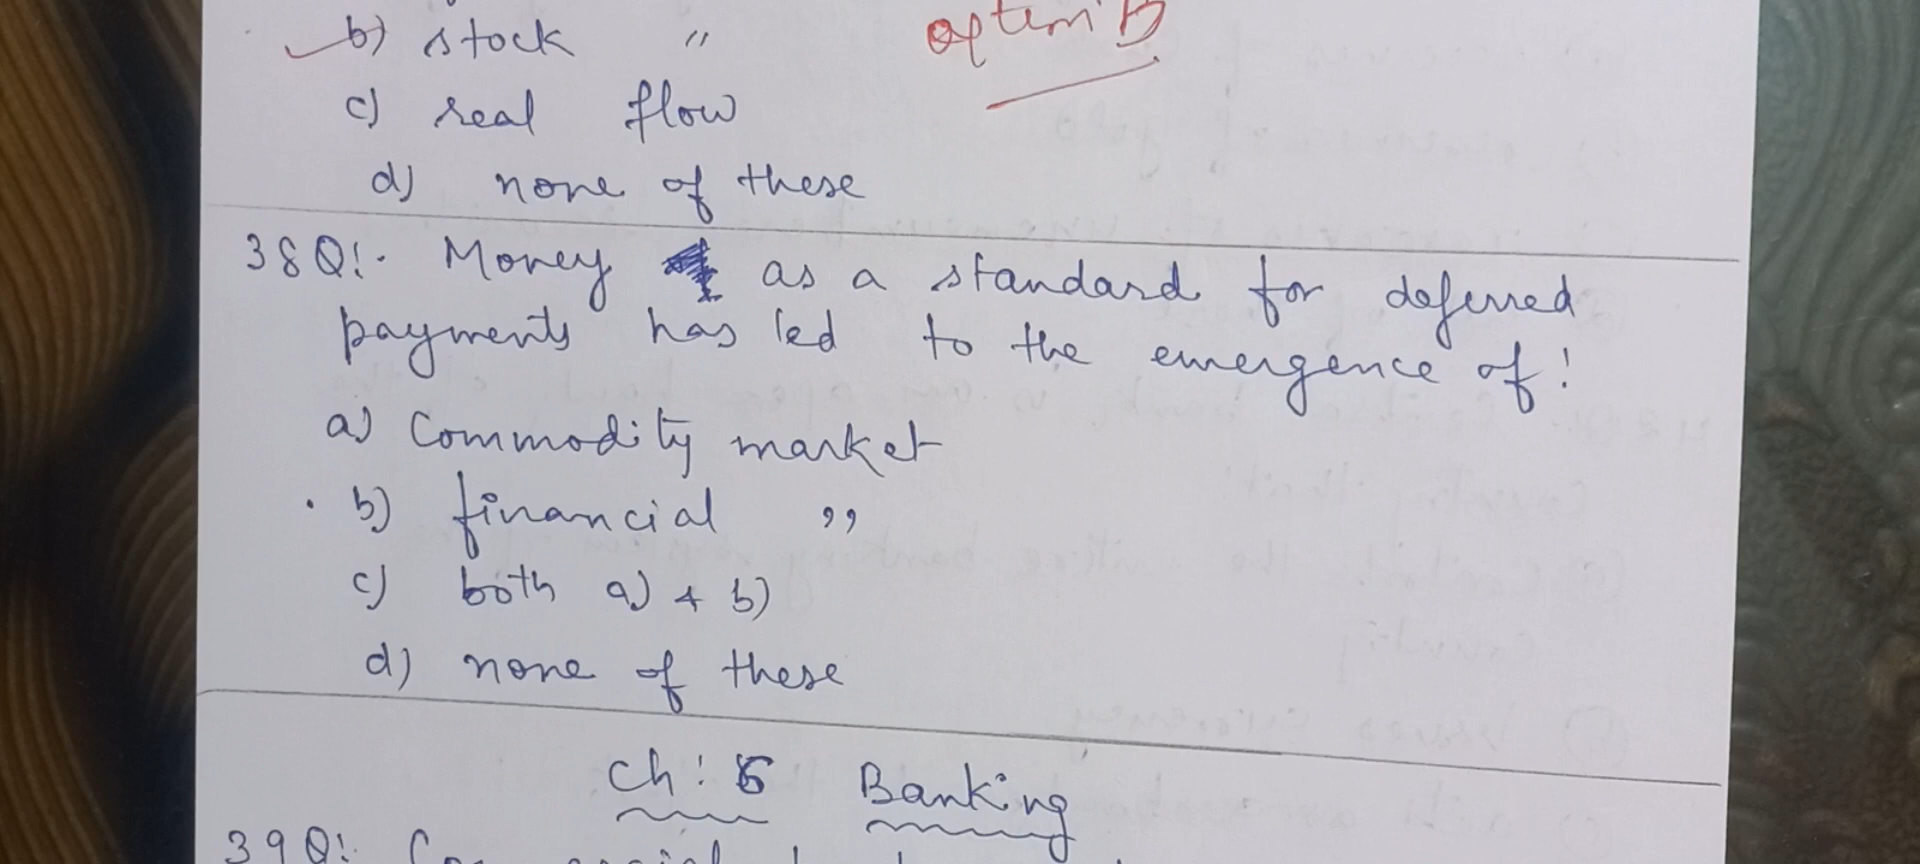 b) stock "
option B
c) real flow
d) none of these
38Q:. Money as a standard for deferred
payments has led to the emergence of:
a) Commodity market
b) financial ,,
c) both a) & b)
d) none of these
Ch: 6 Banking
39Q: